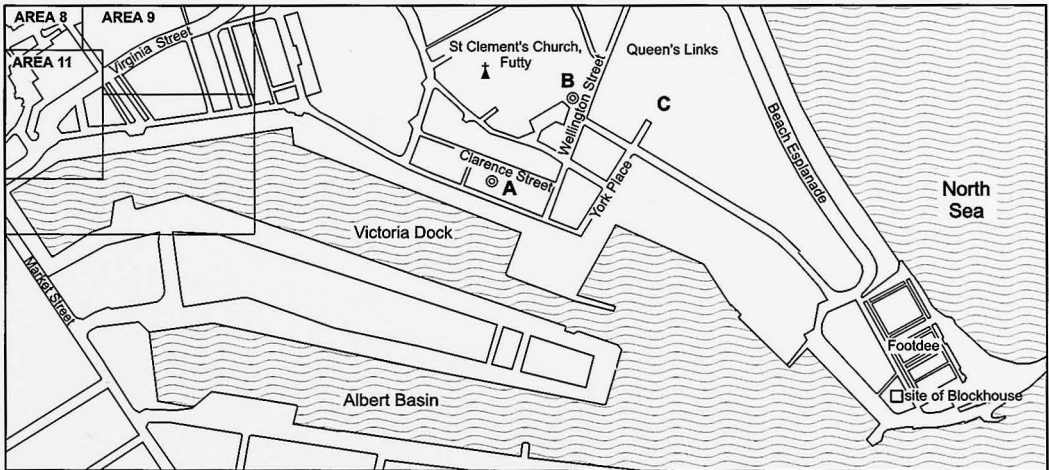 AREA 8
AREA 9
AREA 11
Virginia Street
St Clement's Church,
Futty
Queen's Links
B
Wellington Street
C
Beach Esplanade
Clarence Street
A
York Place
North
Sea
Victoria Dock
Market Street
Footdee
Albert Basin
site of Blockhouse